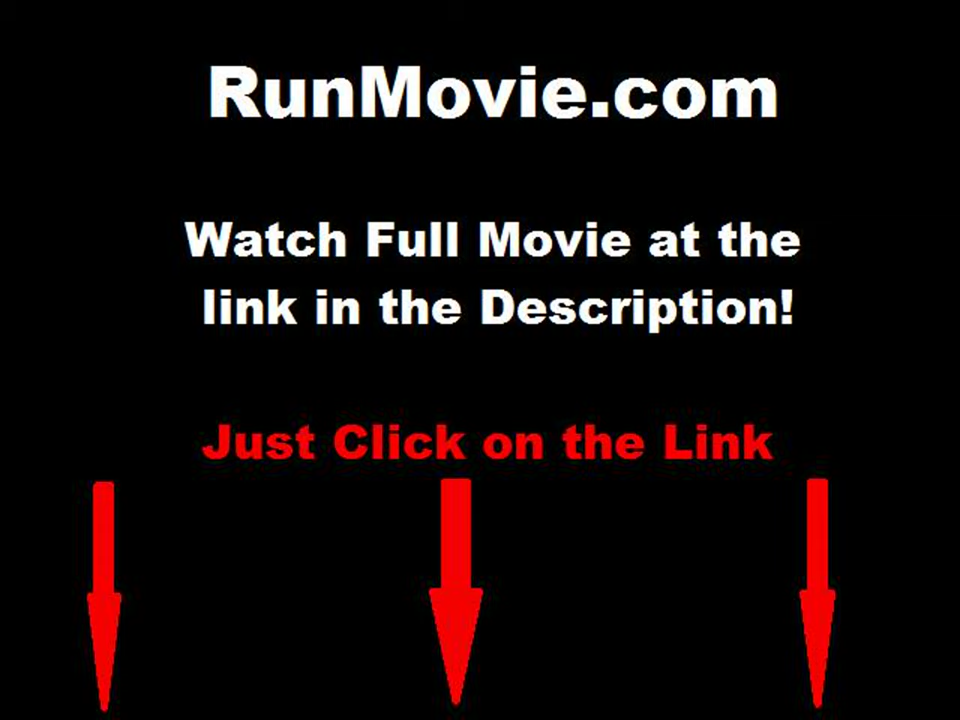 RunMovie.com
Watch Full Movie at the
link in the Description!
Just Click on the Link